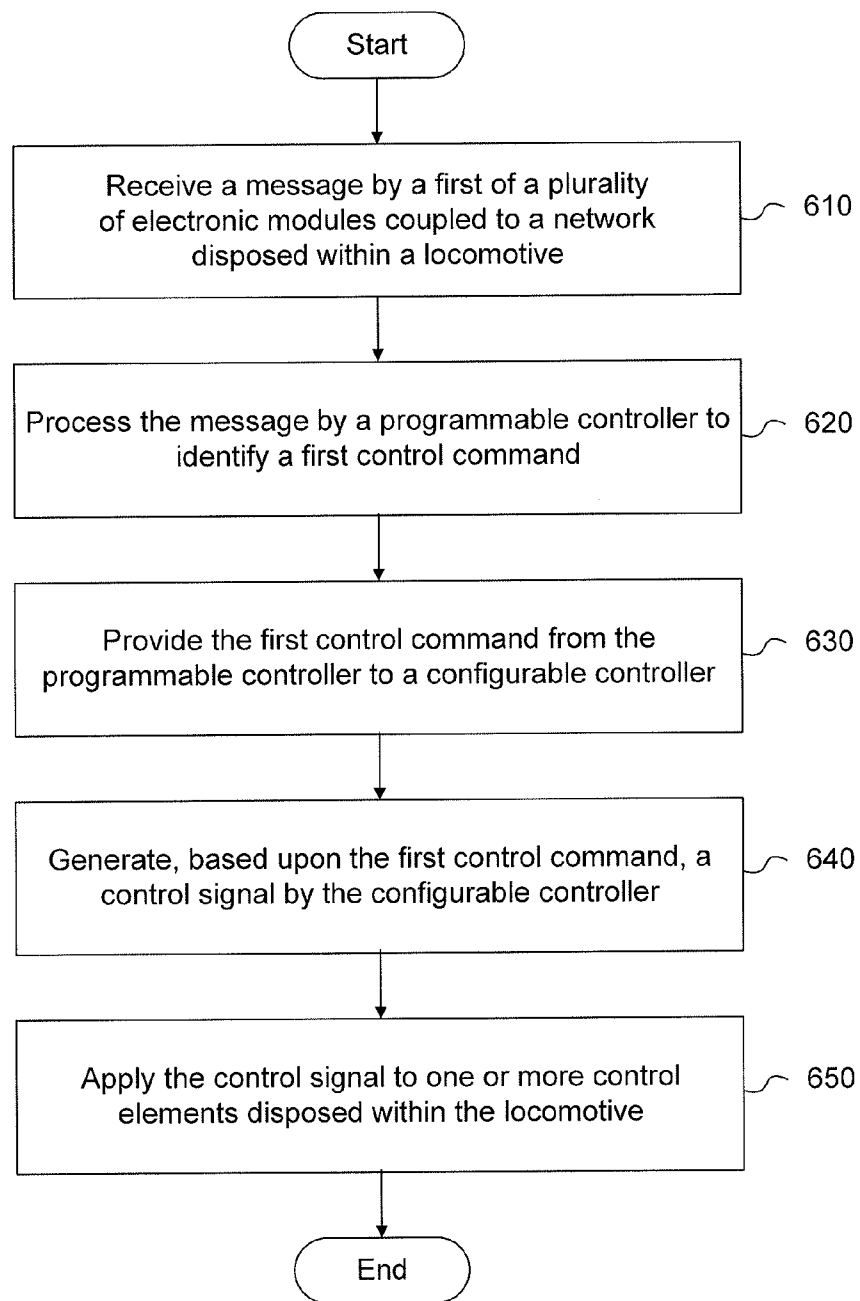 Start
Receive a message by a first of a plurality
of electronic modules coupled to a network
disposed within a locomotive
610
Process the message by a programmable controller to
identify a first control command
620
Provide the first control command from the
programmable controller to a configurable controller
630
Generate, based upon the first control command, a
control signal by the configurable controller
640
Apply the control signal to one or more control
elements disposed within the locomotive
650
End